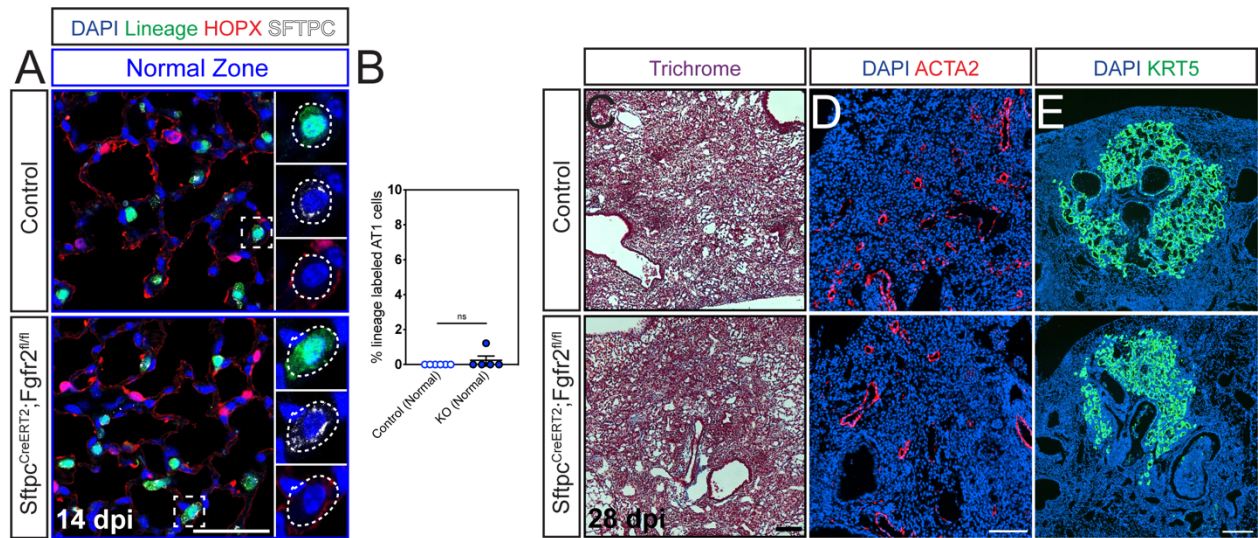 DAPI Lineage HOPX SFTPC
A
Normal Zone
Control
Sftpc^CreERT2;Fgfr2^fl/fl
14 dpi
B
% lineage labeled AT1 cells
10
8
6
4
2
0
ns
Control (Normal)
KO (Normal)
Trichrome
DAPI ACTA2
DAPI KRT5
C
D
E
Control
Sftpc^CreERT2;Fgfr2^fl/fl
28 dpi